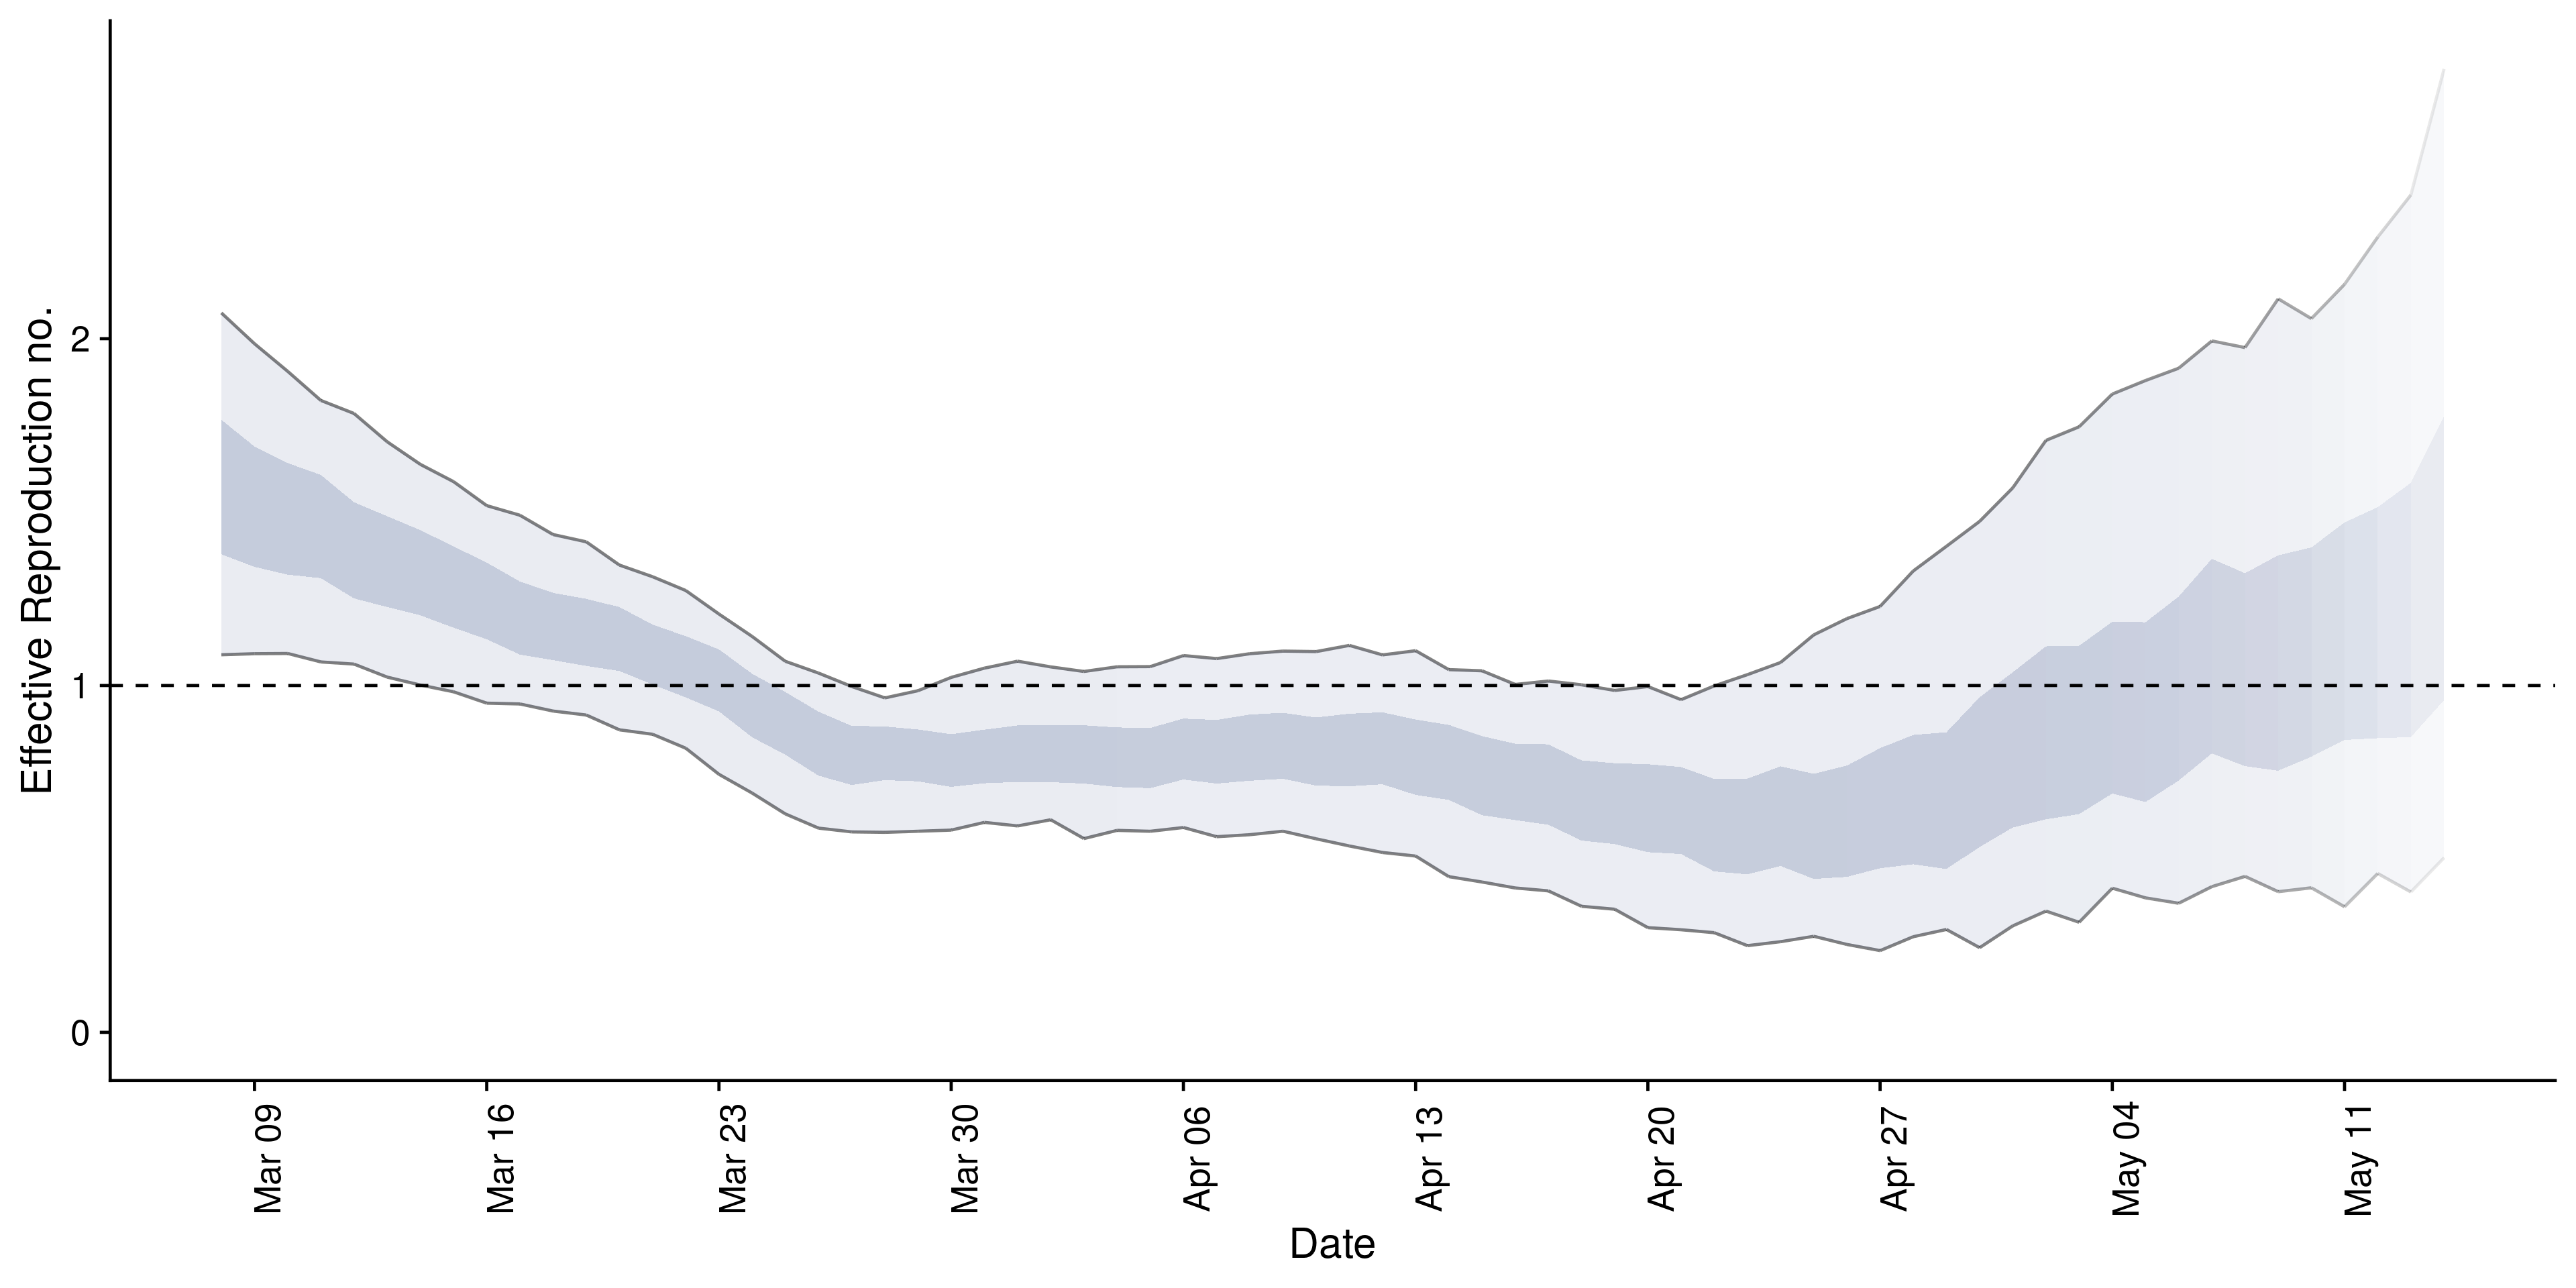 Effective Reproduction no.
2
1
0
Mar 09
Mar 16
Mar 23
Mar 30
Apr 06
Apr 13
Apr 20
Apr 27
May 04
May 11
Date